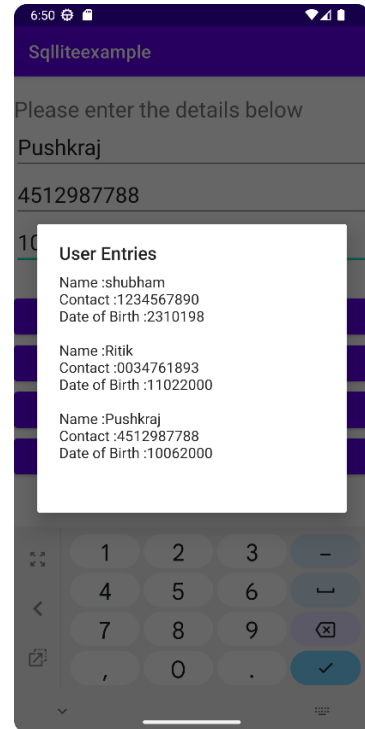 6:50
Sqlliteexample
Please enter the details below
Pushkraj
4512987788
10
User Entries
Name :shubham
Contact :1234567890
Date of Birth :2310198
Name :Ritik
Contact :0034761893
Date of Birth :11022000
Name :Pushkraj
Contact :4512987788
Date of Birth :10062000
1 2 3 –
4 5 6
7 8 9
, 0 .